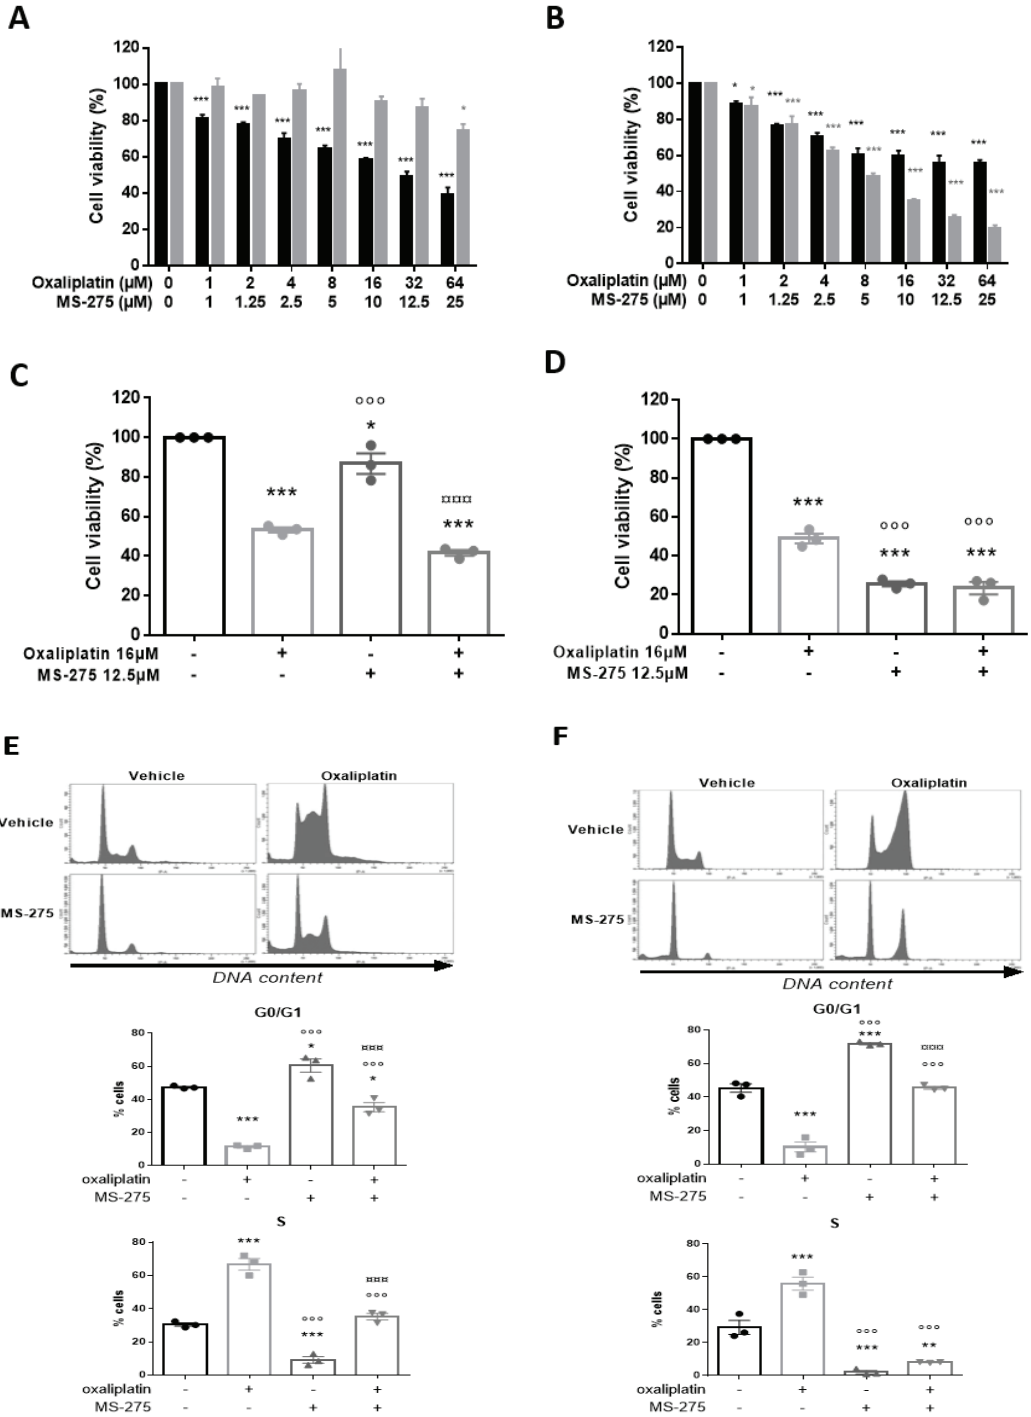 A
Cell viability (%)
120
100
80
60
40
20
0
*** *** *** *** *** *** *** *
Oxaliplatin (µM) 0 1 2 4 8 16 32 64
MS-275 (µM) 0 1 1.25 2.5 5 10 12.5 25
B
Cell viability (%)
120
100
80
60
40
20
0
* * *** *** *** *** *** *** *** *** *** *** *** ***
Oxaliplatin (µM) 0 1 2 4 8 16 32 64
MS-275 (µM) 0 1 1.25 2.5 5 10 12.5 25
C
Cell viability (%)
120
100
80
60
40
20
0
***
°°°
*
¤¤¤
***
Oxaliplatin 16µM - + - +
MS-275 12.5µM - - + +
D
Cell viability (%)
120
100
80
60
40
20
0
***
°°°
***
°°°
***
Oxaliplatin 16µM - + - +
MS-275 12.5µM - - + +
E
Vehicle Oxaliplatin
Vehicle
MS-275
DNA content
G0/G1
% cells
80
60
40
20
0
***
°°°
*
¤¤¤
°°°
*
oxaliplatin - + - +
MS-275 - - + +
S
% cells
80
60
40
20
0
***
°°°
***
¤¤¤
°°°
oxaliplatin - + - +
MS-275 - - + +
F
Vehicle Oxaliplatin
Vehicle
MS-275
DNA content
G0/G1
% cells
80
60
40
20
0
***
°°°
***
¤¤¤
°°°
oxaliplatin - + - +
MS-275 - - + +
S
% cells
80
60
40
20
0
***
°°°
***
°°°
**
oxaliplatin - + - +
MS-275 - - + +